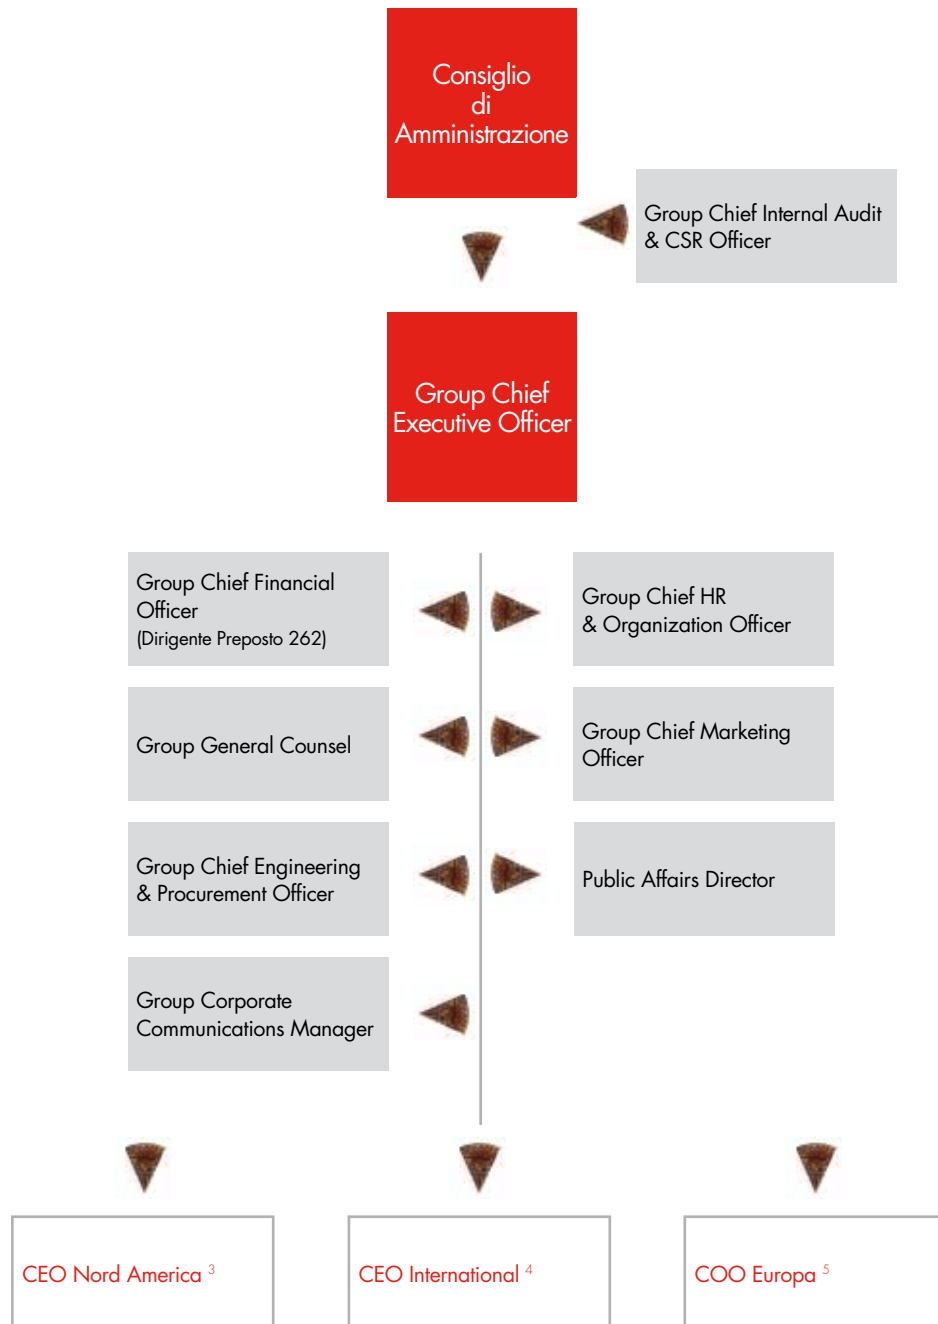 Consiglio
di
Amministrazione
Group Chief Internal Audit
& CSR Officer
Group Chief
Executive Officer
Group Chief Financial
Officer
(Dirigente Preposto 262)
Group Chief HR
& Organization Officer
Group General Counsel
Group Chief Marketing
Officer
Group Chief Engineering
& Procurement Officer
Public Affairs Director
Group Corporate
Communications Manager
CEO Nord America 3
CEO International 4
COO Europa 5